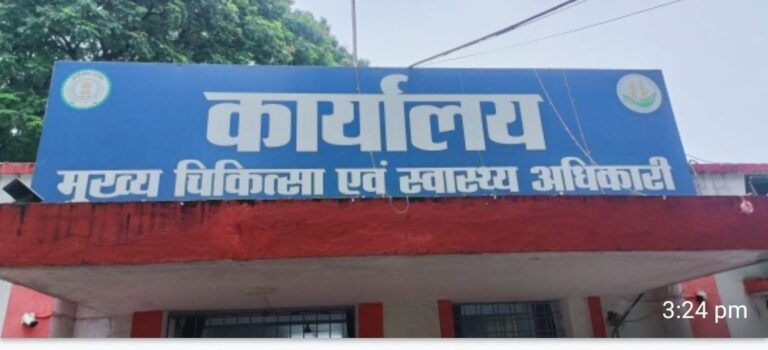 कार्यालय
मुख्य चिकित्सा एवं स्वास्थ्य अधिकारी
3:24 pm